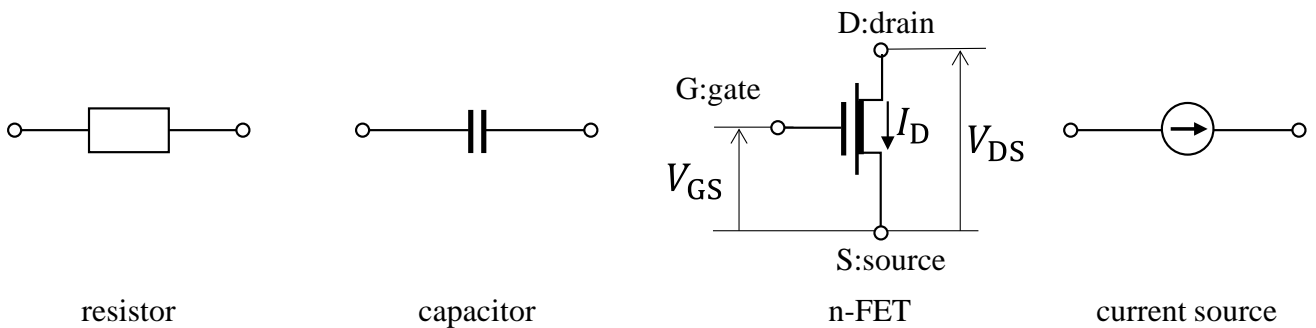 D:drain
G:gate
I_D
V_DS
V_GS
S:source
resistor
capacitor
n-FET
current source